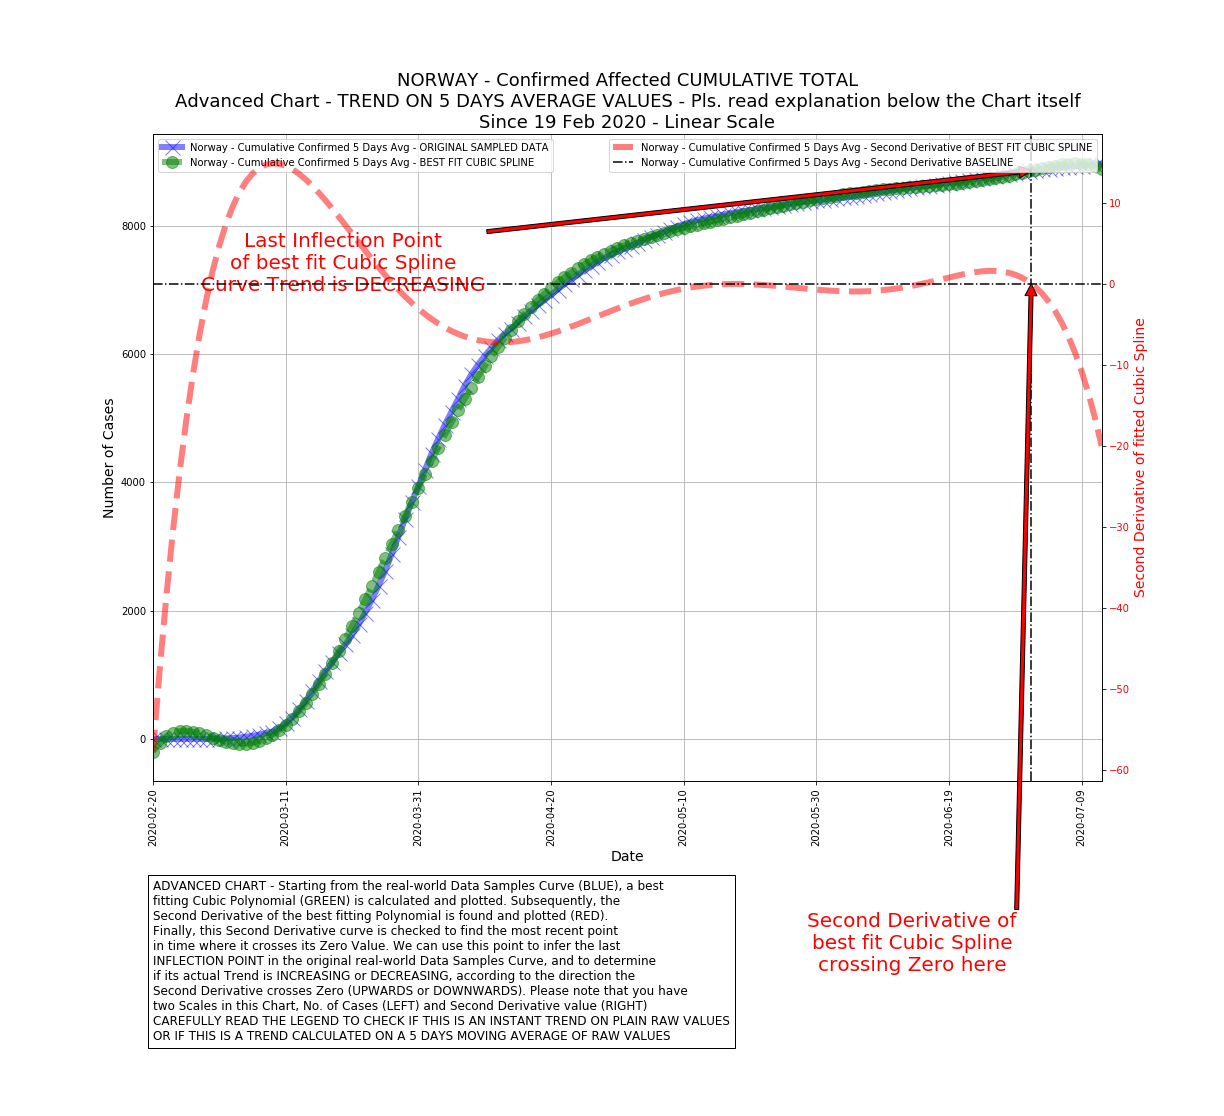 NORWAY - Confirmed Affected CUMULATIVE TOTAL
Advanced Chart - TREND ON 5 DAYS AVERAGE VALUES - Pls. read explanation below the Chart itself
Since 19 Feb 2020 - Linear Scale
Norway - Cumulative Confirmed 5 Days Avg - ORIGINAL SAMPLED DATA
Norway - Cumulative Confirmed 5 Days Avg - BEST FIT CUBIC SPLINE
Norway - Cumulative Confirmed 5 Days Avg - Second Derivative of BEST FIT CUBIC SPLINE
Norway - Cumulative Confirmed 5 Days Avg - Second Derivative BASELINE
Last Inflection Point
of best fit Cubic Spline
Curve Trend is DECREASING
Number of Cases
8000
6000
4000
2000
0
10
0
−10
−20
−30
−40
−50
−60
Second Derivative of fitted Cubic Spline
2020-02-20
2020-03-11
2020-03-31
2020-04-20
2020-05-10
2020-05-30
2020-06-19
2020-07-09
Date
Second Derivative of
best fit Cubic Spline
crossing Zero here
ADVANCED CHART - Starting from the real-world Data Samples Curve (BLUE), a best
fitting Cubic Polynomial (GREEN) is calculated and plotted. Subsequently, the
Second Derivative of the best fitting Polynomial is found and plotted (RED).
Finally, this Second Derivative curve is checked to find the most recent point
in time where it crosses its Zero Value. We can use this point to infer the last
INFLECTION POINT in the original real-world Data Samples Curve, and to determine
if its actual Trend is INCREASING or DECREASING, according to the direction the
Second Derivative crosses Zero (UPWARDS or DOWNWARDS). Please note that you have
two Scales in this Chart, No. of Cases (LEFT) and Second Derivative value (RIGHT)
CAREFULLY READ THE LEGEND TO CHECK IF THIS IS AN INSTANT TREND ON PLAIN RAW VALUES
OR IF THIS IS A TREND CALCULATED ON A 5 DAYS MOVING AVERAGE OF RAW VALUES